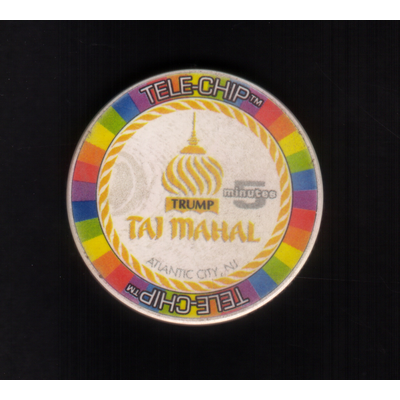 TELE-CHIP™
TRUMP
5
minutes
TAJ MAHAL
ATLANTIC CITY, NJ
TELE-CHIP™